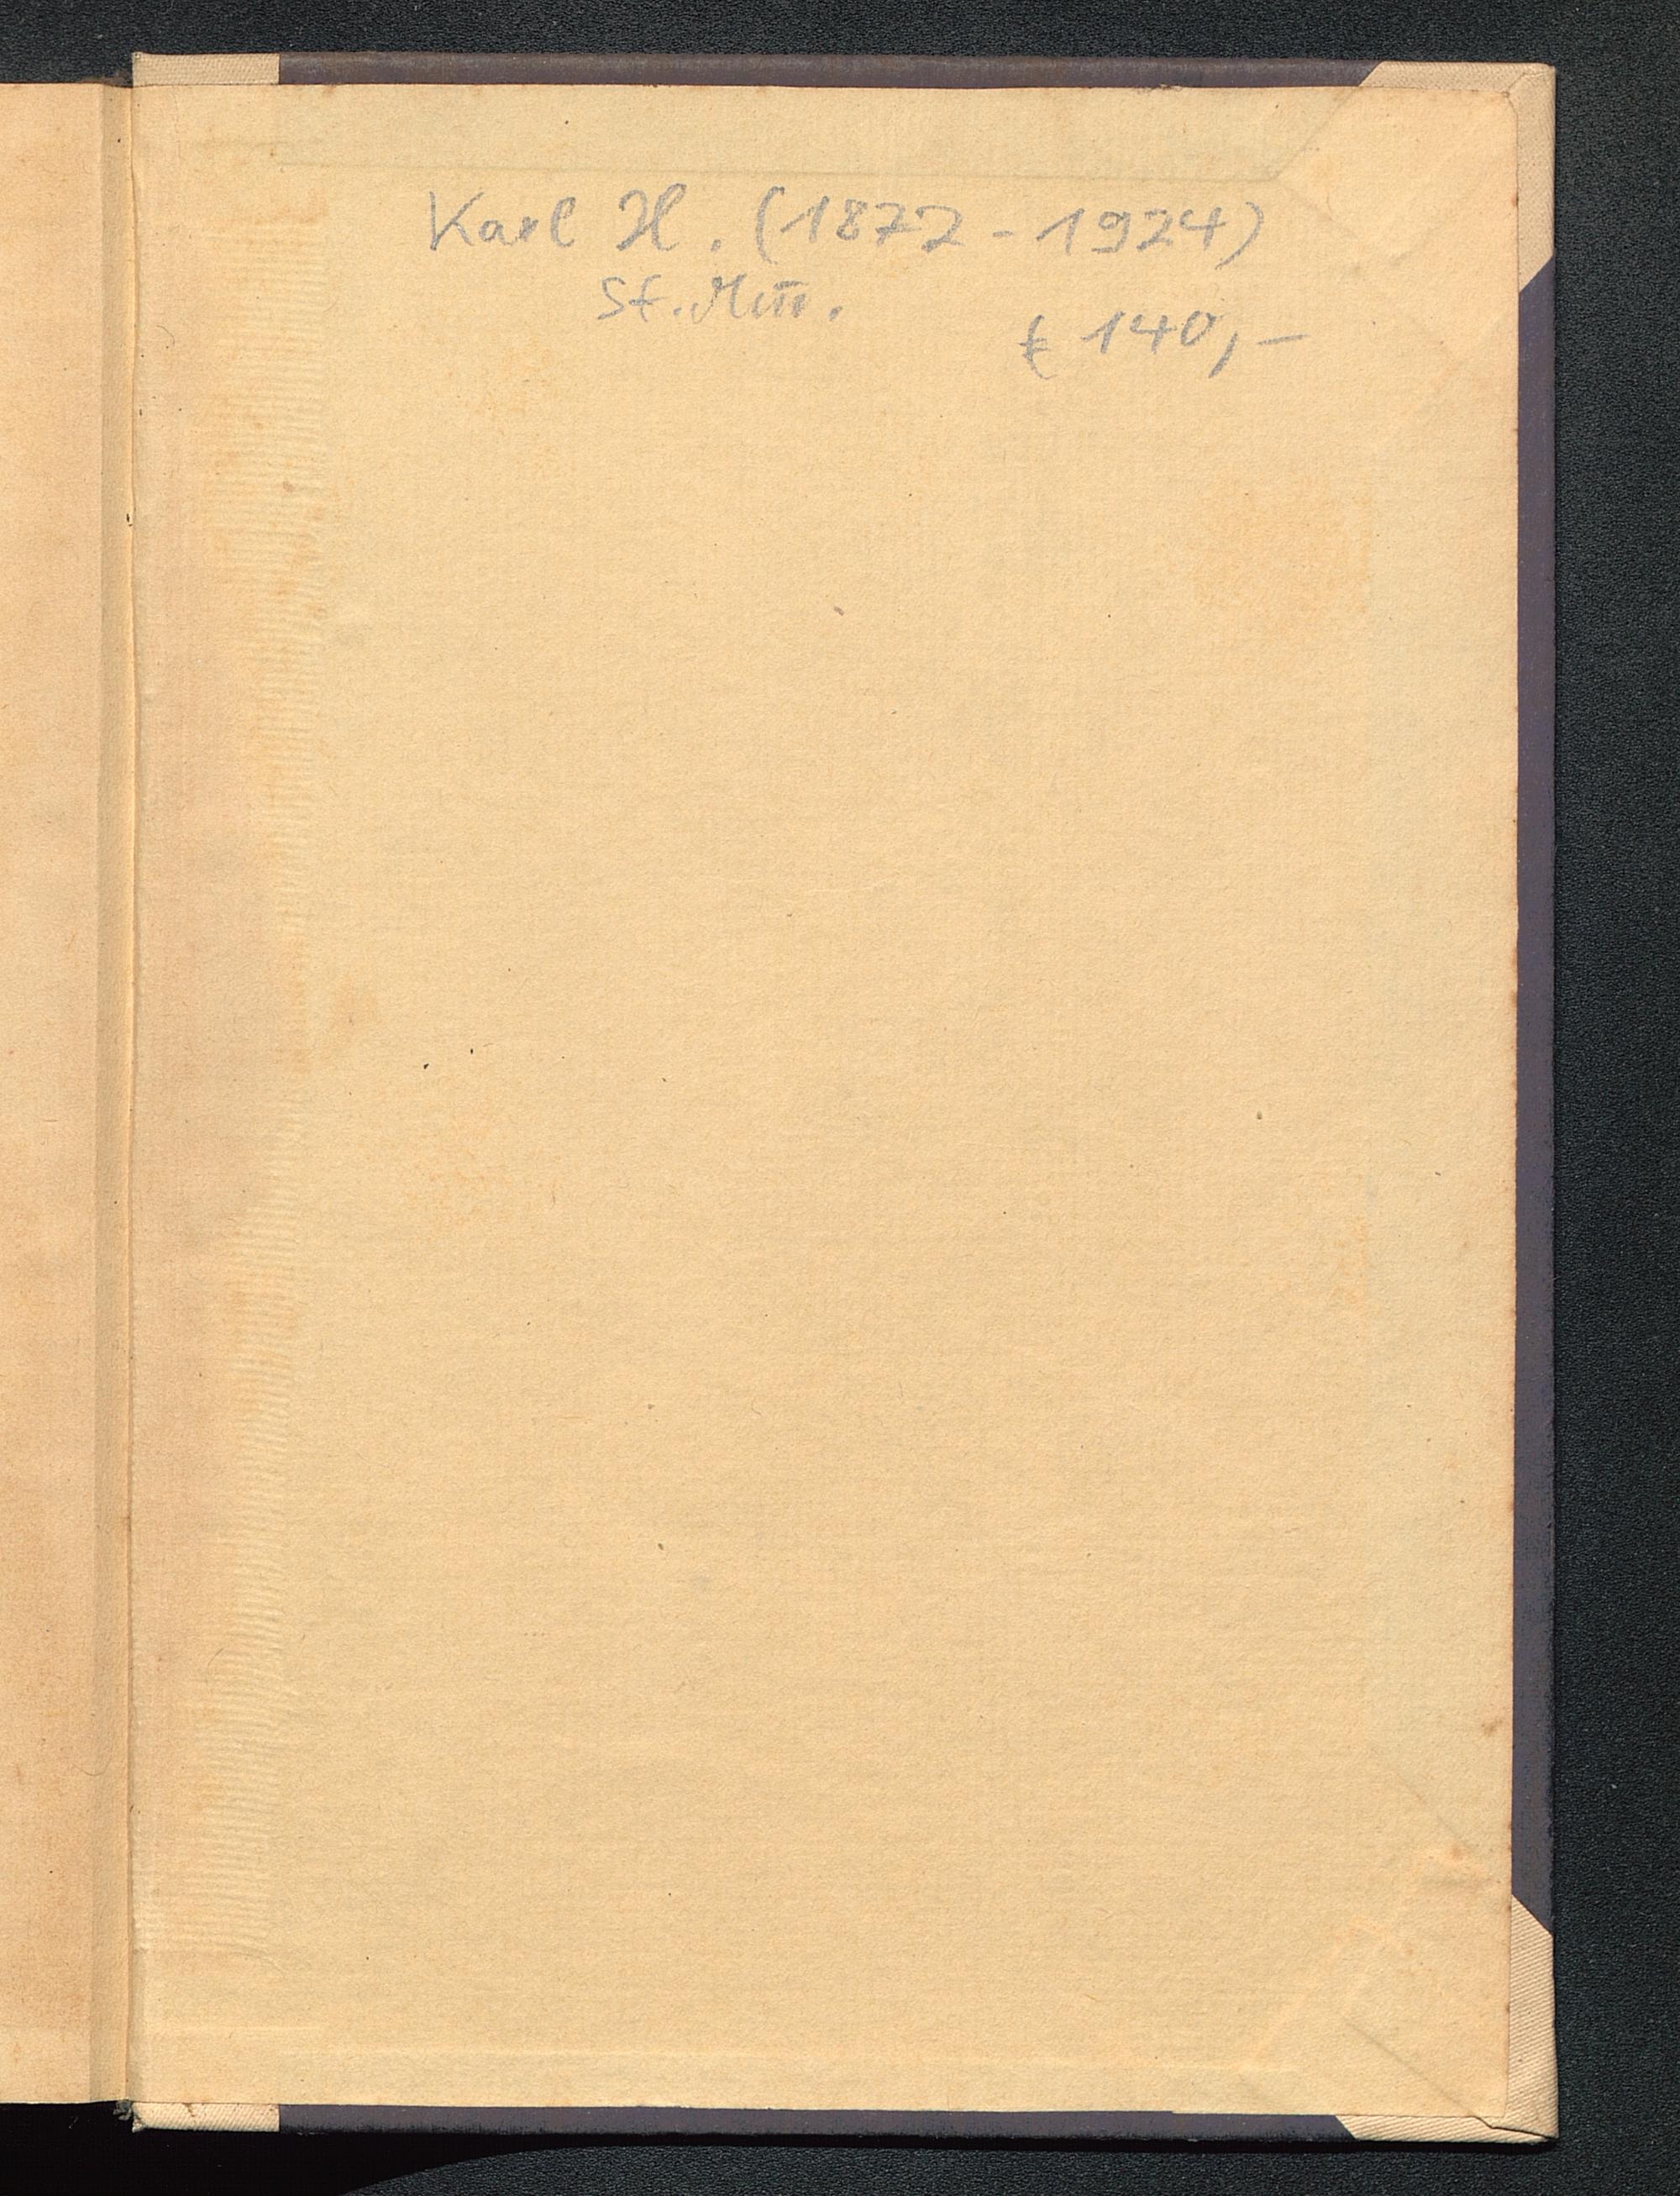 Karl H. (1872 - 1924)
St. Min.
€ 140,-